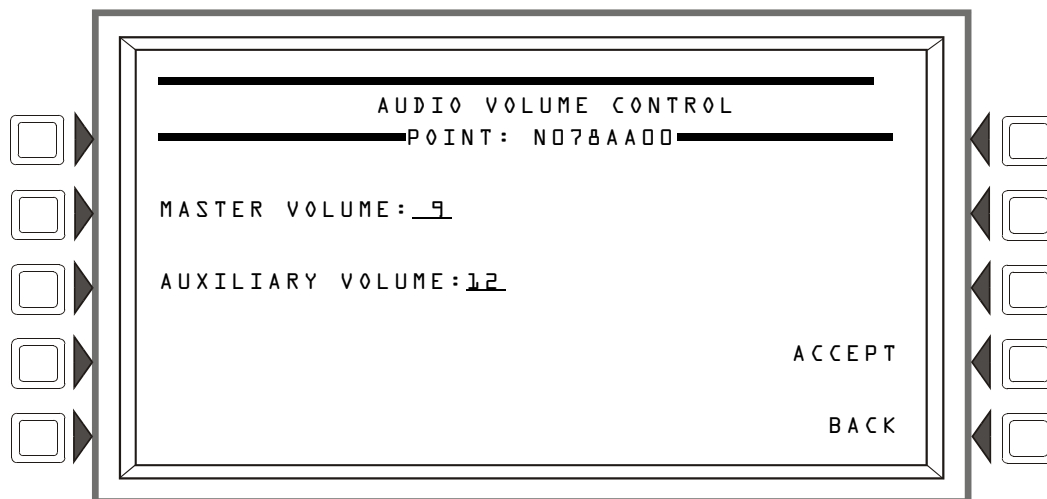 AUDIO VOLUME CONTROL
POINT: N078AA00
MASTER VOLUME: 9
AUXILIARY VOLUME:12
ACCEPT
BACK